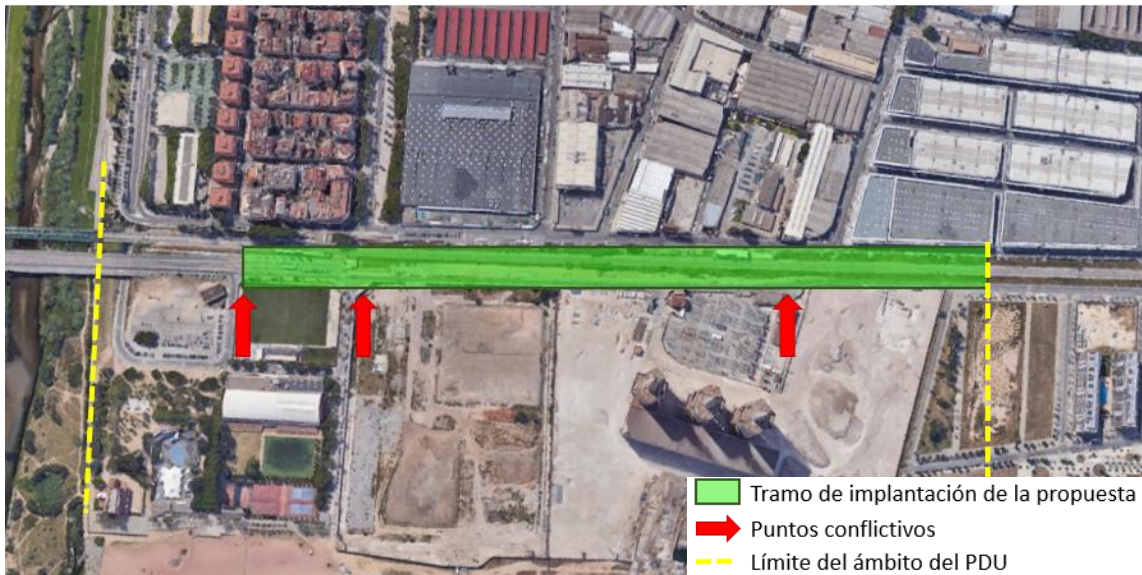 Tramo de implantación de la propuesta
Puntos conflictivos
Límite del ámbito del PDU